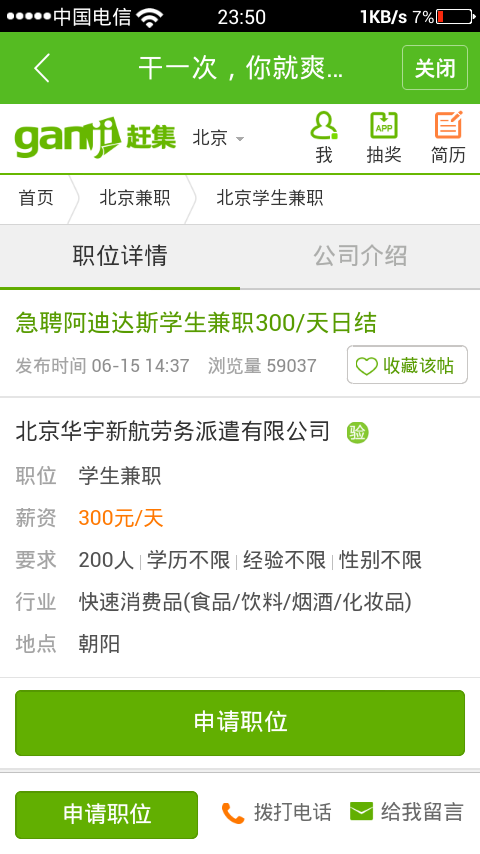 中国电信 23:50 1KB/s 7%
干一次，你就爽... 关闭
ganji 赶集 北京 我 APP 抽奖 简历
首页 北京兼职 北京学生兼职
职位详情 公司介绍
急聘阿迪达斯学生兼职300/天日结
发布时间 06-15 14:37 浏览量 59037 收藏该帖
北京华宇新航劳务派遣有限公司 验
职位 学生兼职
薪资 300元/天
要求 200人 | 学历不限 | 经验不限 | 性别不限
行业 快速消费品(食品/饮料/烟酒/化妆品)
地点 朝阳
申请职位
申请职位 拨打电话 给我留言